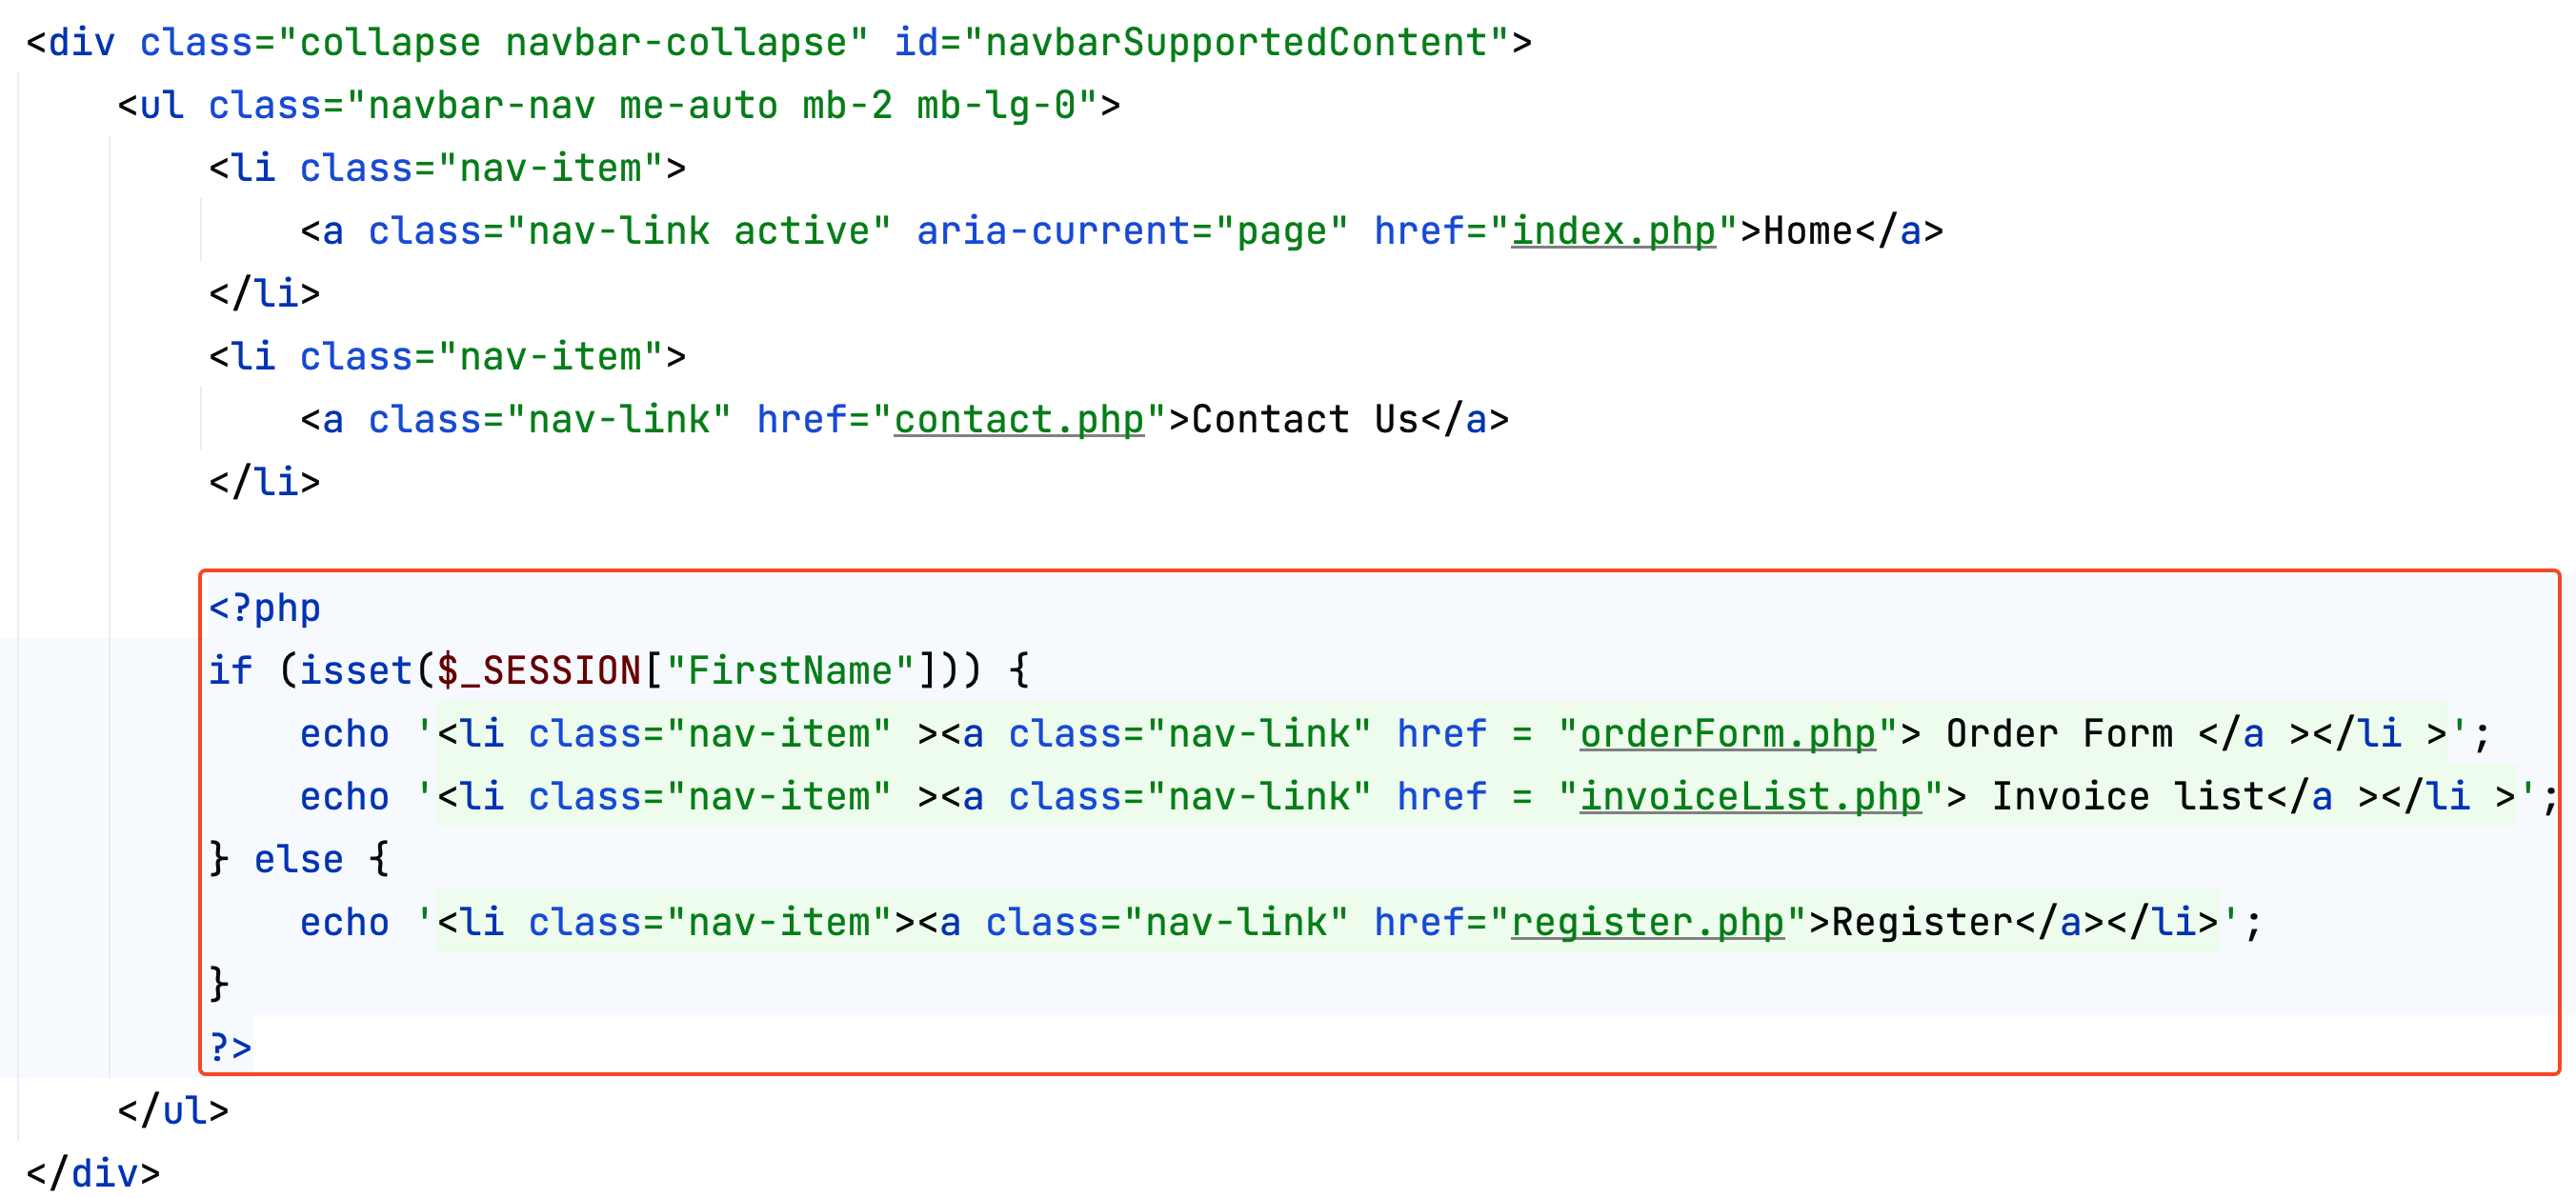 <div class="collapse navbar-collapse" id="navbarSupportedContent">
    <ul class="navbar-nav me-auto mb-2 mb-lg-0">
        <li class="nav-item">
            <a class="nav-link active" aria-current="page" href="index.php">Home</a>
        </li>
        <li class="nav-item">
            <a class="nav-link" href="contact.php">Contact Us</a>
        </li>

        <?php
        if (isset($_SESSION["FirstName"])) {
            echo '<li class="nav-item" ><a class="nav-link" href = "orderForm.php"> Order Form </a ></li >';
            echo '<li class="nav-item" ><a class="nav-link" href = "invoiceList.php"> Invoice list</a ></li >';
        } else {
            echo '<li class="nav-item"><a class="nav-link" href="register.php">Register</a></li>';
        }
        ?>
    </ul>
</div>